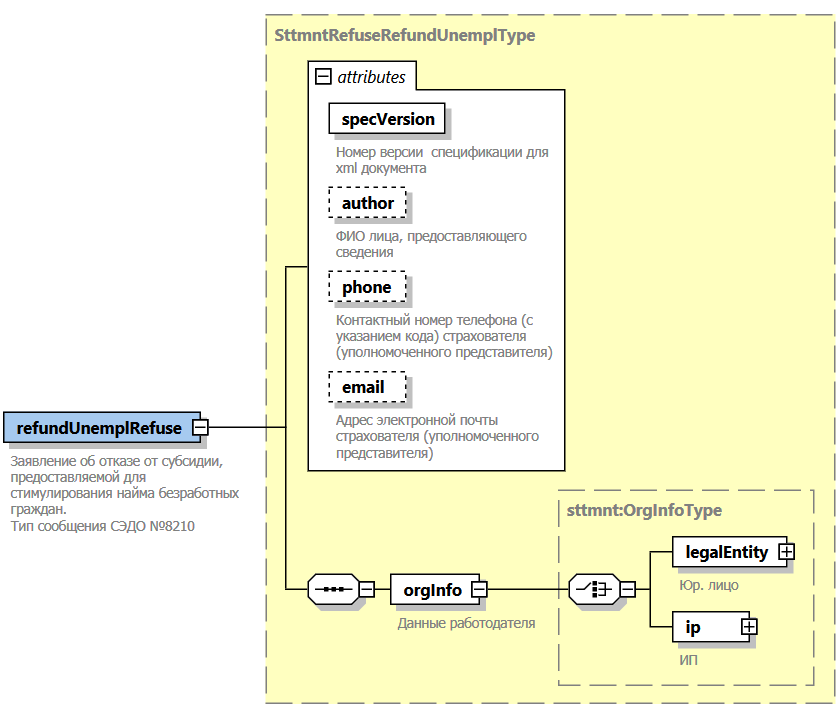 SttmntRefuseRefundUnemplType
attributes
specVersion
Номер версии спецификации для
xml документа
author
ФИО лица, предоставляющего
сведения
phone
Контактный номер телефона (с
указанием кода) страхователя
(уполномоченного представителя)
email
Адрес электронной почты
страхователя (уполномоченного
представителя)
refundUnemplRefuse
Заявление об отказе от субсидии,
предоставляемой для
стимулирования найма безработных
граждан.
Тип сообщения СЭДО №8210
sttmnt:OrgInfoType
legalEntity
Юр. лицо
orgInfo
Данные работодателя
ip
ИП